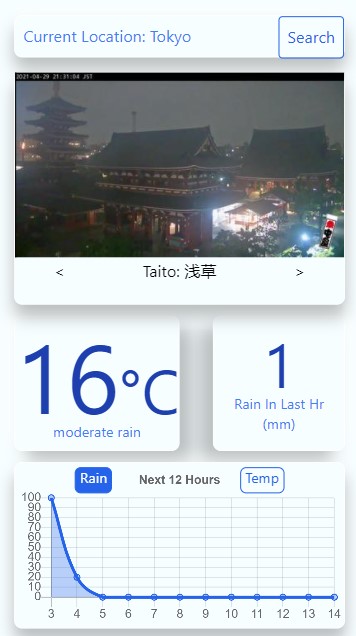 Current Location: Tokyo
Search
2021-04-29 21:31:04 JST
<
Taito: 浅草
>
16°C
moderate rain
1
Rain In Last Hr
(mm)
Rain
Next 12 Hours
Temp
100
90
80
70
60
50
40
30
20
10
0
3 4 5 6 7 8 9 10 11 12 13 14